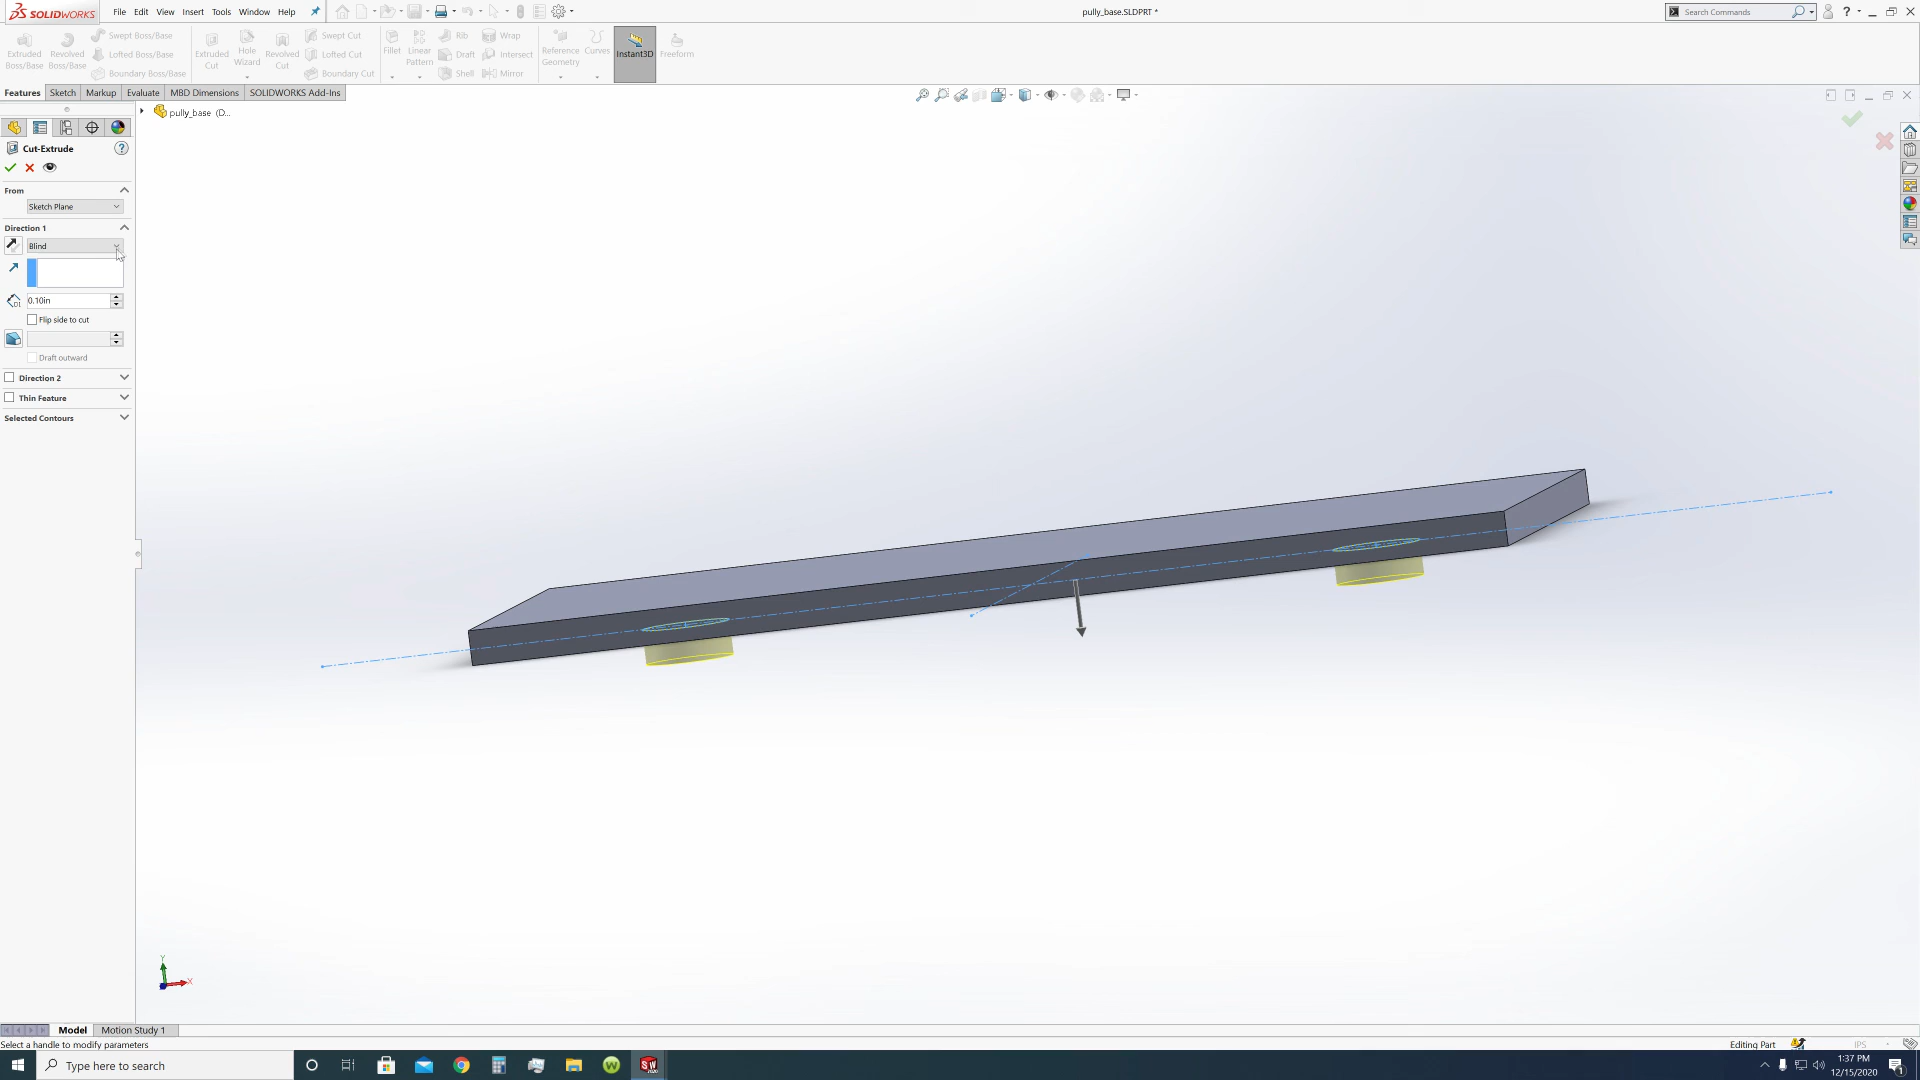 SOLIDWORKS File Edit View Insert Tools Window Help pully_base.SLDPRT * Search Commands ?
Extruded Boss/Base
Revolved Boss/Base
Swept Boss/Base
Lofted Boss/Base
Boundary Boss/Base
Extruded Cut
Hole Wizard
Revolved Cut
Swept Cut
Lofted Cut
Boundary Cut
Fillet
Linear Pattern
Rib
Draft
Shell
Wrap
Intersect
Mirror
Reference Geometry
Curves
Instant3D
Freeform
Features Sketch Markup Evaluate MBD Dimensions SOLIDWORKS Add-Ins
pully_base (D...
Cut-Extrude ?
From
Sketch Plane
Direction 1
Blind
D1 0.10in
Flip side to cut
Draft outward
Direction 2
Thin Feature
Selected Contours
Y
X
Model Motion Study 1
Select a handle to modify parameters Editing Part IPS
Type here to search
W
SW 2020
1:37 PM
12/15/2020
1